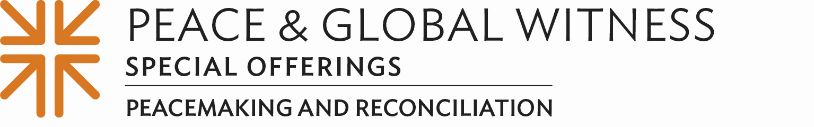 PEACE & GLOBAL WITNESS
SPECIAL OFFERINGS
PEACEMAKING AND RECONCILIATION